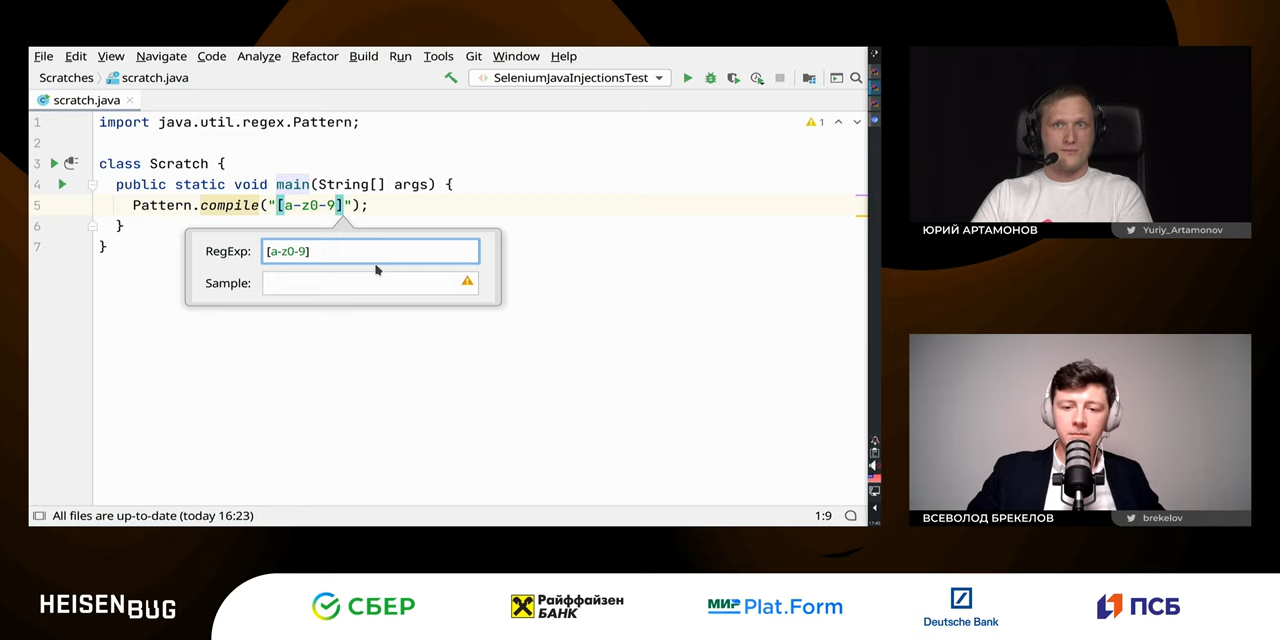 File Edit View Navigate Code Analyze Refactor Build Run Tools Git Window Help
Scratches scratch.java SeleniumJavaInjectionsTest
scratch.java
1 import java.util.regex.Pattern; 1
2
3 class Scratch {
4 public static void main(String[] args) {
5 Pattern.compile("[a-z0-9]");
6 }
7 }
RegExp: [a-z0-9]
Sample:
All files are up-to-date (today 16:23) 1:9
ЮРИЙ АРТАМОНОВ Yuriy_Artamonov
ВСЕВОЛОД БРЕКЕЛОВ brekelov
HEISENBUG
СБЕР
Райффайзен
БАНК
МИР Plat.Form
Deutsche Bank
ПСБ